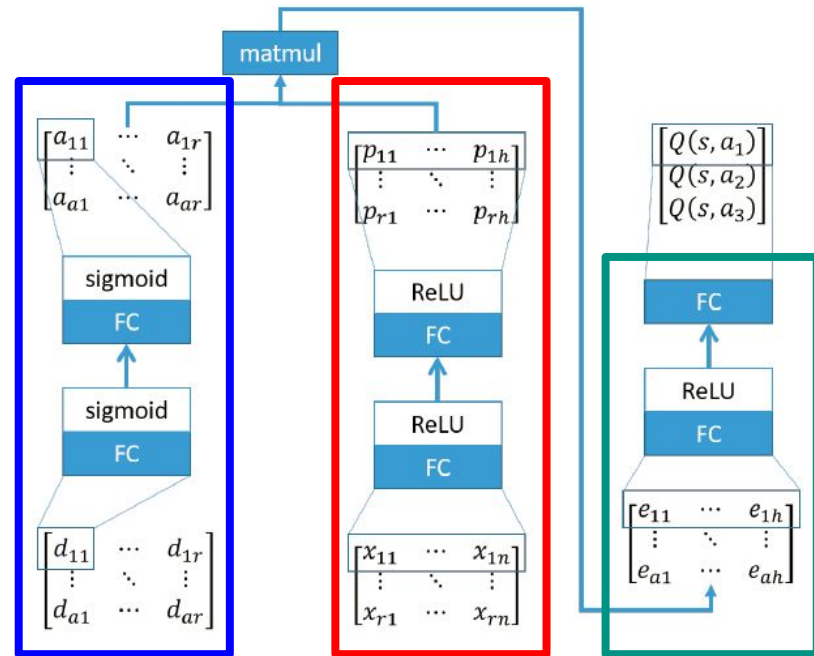 matmul
a₁₁ ⋯ a₁ᵣ
⋮ ⋱ ⋮
aₐ₁ ⋯ aₐᵣ
sigmoid
FC
sigmoid
FC
d₁₁ ⋯ d₁ᵣ
⋮ ⋱ ⋮
dₐ₁ ⋯ dₐᵣ
p₁₁ ⋯ p₁ₕ
⋮ ⋱ ⋮
pᵣ₁ ⋯ pᵣₕ
ReLU
FC
ReLU
FC
x₁₁ ⋯ x₁ₙ
⋮ ⋱ ⋮
xᵣ₁ ⋯ xᵣₙ
Q(s, a₁)
Q(s, a₂)
Q(s, a₃)
FC
ReLU
FC
e₁₁ ⋯ e₁ₕ
⋮ ⋱ ⋮
eₐ₁ ⋯ eₐₕ